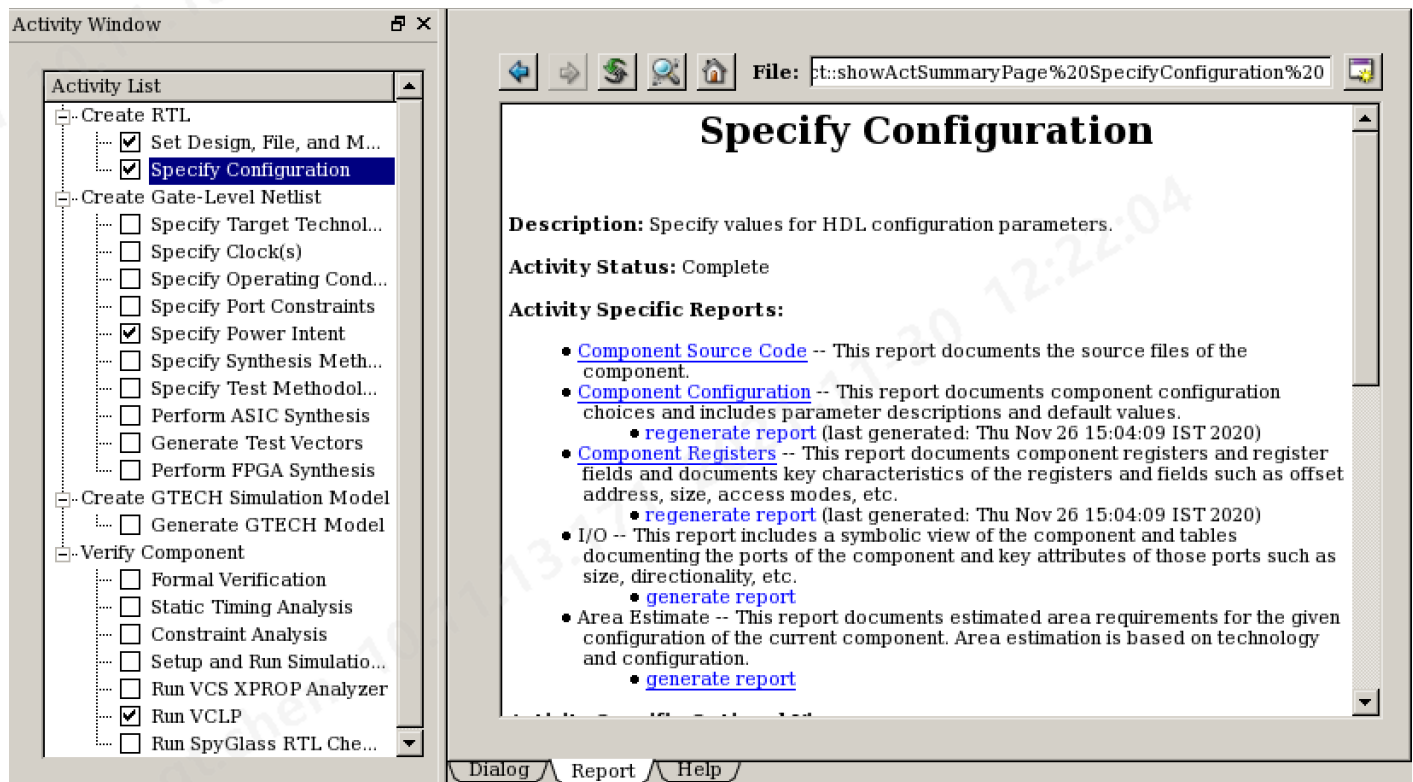 Activity Window
Activity List
Create RTL
Set Design, File, and M...
Specify Configuration
Create Gate-Level Netlist
Specify Target Technol...
Specify Clock(s)
Specify Operating Cond...
Specify Port Constraints
Specify Power Intent
Specify Synthesis Meth...
Specify Test Methodol...
Perform ASIC Synthesis
Generate Test Vectors
Perform FPGA Synthesis
Create GTECH Simulation Model
Generate GTECH Model
Verify Component
Formal Verification
Static Timing Analysis
Constraint Analysis
Setup and Run Simulatio...
Run VCS XPROP Analyzer
Run VCLP
Run SpyGlass RTL Che...
File: ct::showActSummaryPage%20SpecifyConfiguration%20
Specify Configuration
Description: Specify values for HDL configuration parameters.
Activity Status: Complete
Activity Specific Reports:
Component Source Code -- This report documents the source files of the
component.
Component Configuration -- This report documents component configuration
choices and includes parameter descriptions and default values.
regenerate report (last generated: Thu Nov 26 15:04:09 IST 2020)
Component Registers -- This report documents component registers and register
fields and documents key characteristics of the registers and fields such as offset
address, size, access modes, etc.
regenerate report (last generated: Thu Nov 26 15:04:09 IST 2020)
I/O -- This report includes a symbolic view of the component and tables
documenting the ports of the component and key attributes of those ports such as
size, directionality, etc.
generate report
Area Estimate -- This report documents estimated area requirements for the given
configuration of the current component. Area estimation is based on technology
and configuration.
generate report
Dialog
Report
Help
11-30 12:22:04